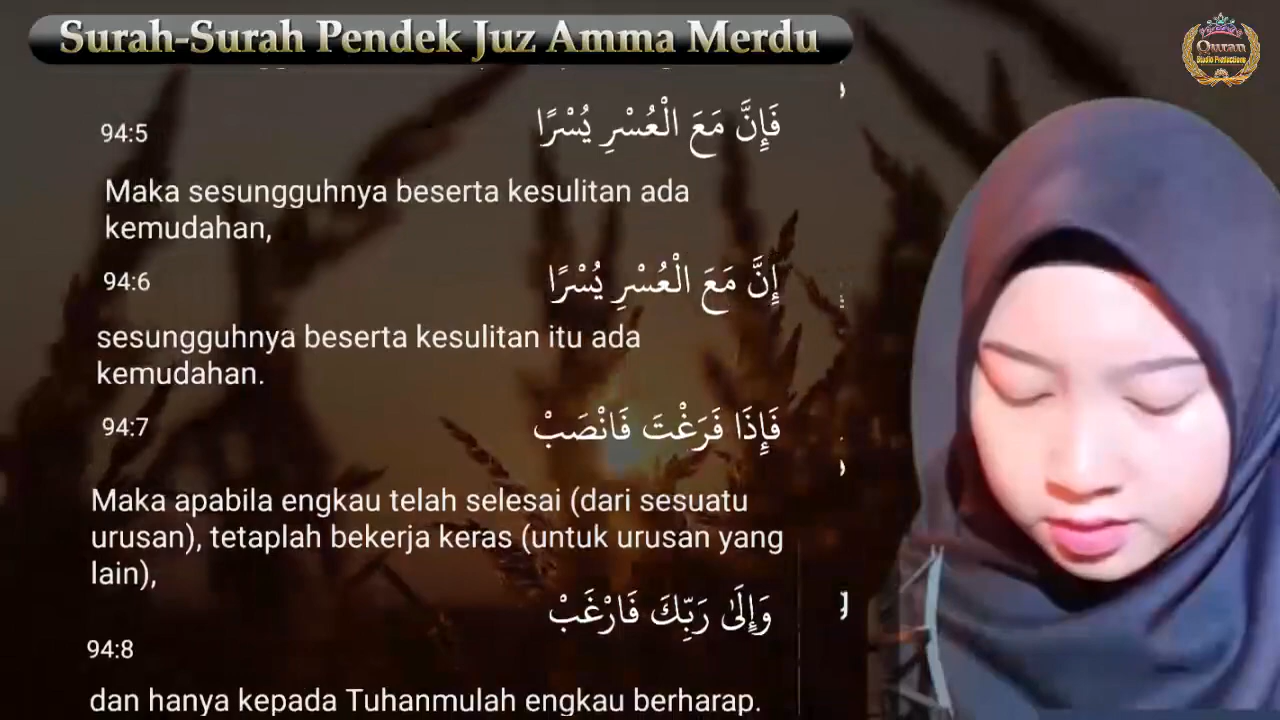 Surah-Surah Pendek Juz Amma Merdu
Quran
Studio Productions
94:5
فَإِنَّ مَعَ الْعُسْرِ يُسْرًا
Maka sesungguhnya beserta kesulitan ada
kemudahan,
94:6
إِنَّ مَعَ الْعُسْرِ يُسْرًا
sesungguhnya beserta kesulitan itu ada
kemudahan.
94:7
فَإِذَا فَرَغْتَ فَانْصَبْ
Maka apabila engkau telah selesai (dari sesuatu
urusan), tetaplah bekerja keras (untuk urusan yang
lain),
وَإِلَىٰ رَبِّكَ فَارْغَبْ
94:8
dan hanya kepada Tuhanmulah engkau berharap.